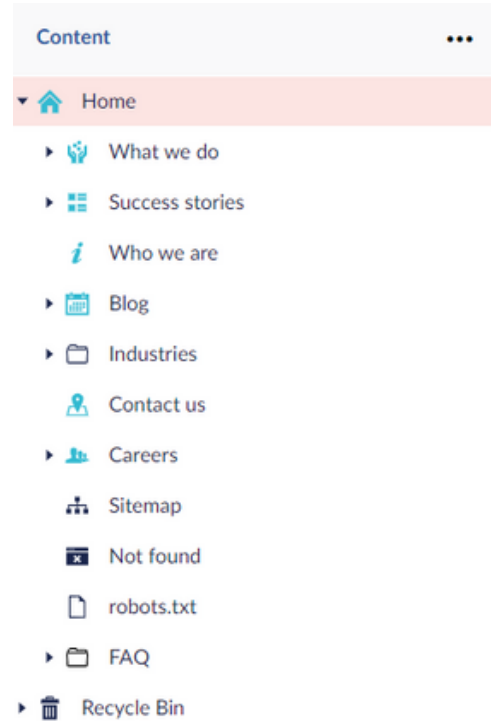 Content
Home
What we do
Success stories
Who we are
Blog
Industries
Contact us
Careers
Sitemap
Not found
robots.txt
FAQ
Recycle Bin